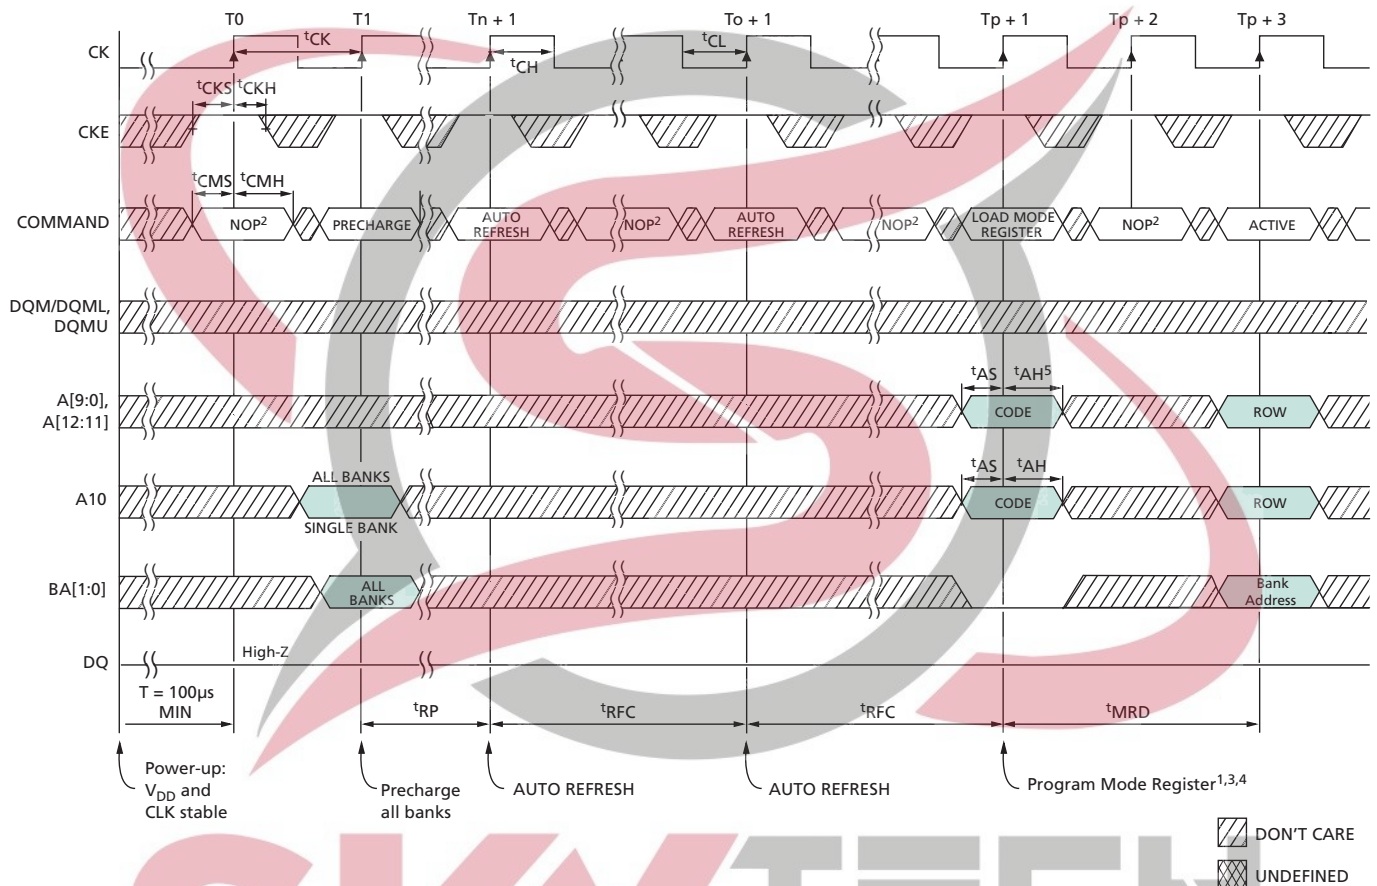 T0 T1 Tn + 1 To + 1 Tp + 1 Tp + 2 Tp + 3
CK
tCK
tCH
tCL
tCKS tCKH
CKE
tCMS tCMH
COMMAND
NOP2
PRECHARGE
AUTO
REFRESH
NOP2
AUTO
REFRESH
NOP2
LOAD MODE
REGISTER
NOP2
ACTIVE
DQM/DQML,
DQMU
A[9:0],
A[12:11]
tAS tAH5
CODE
ROW
A10
ALL BANKS
SINGLE BANK
tAS tAH
CODE
ROW
BA[1:0]
ALL
BANKS
Bank
Address
DQ
High-Z
T = 100µs
MIN
tRP
tRFC
tRFC
tMRD
Power-up:
VDD and
CLK stable
Precharge
all banks
AUTO REFRESH
AUTO REFRESH
Program Mode Register1,3,4
DON'T CARE
UNDEFINED